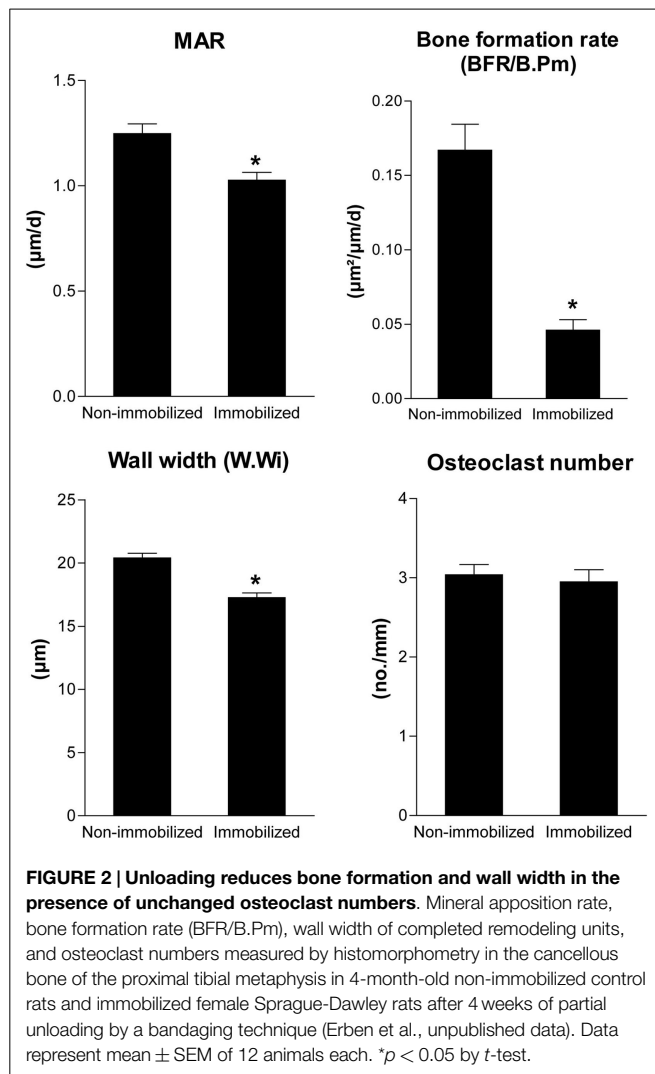 MAR
1.5
1.0
0.5
0.0
(µm/d)
*
Non-immobilized Immobilized
Bone formation rate
(BFR/B.Pm)
0.20
0.15
0.10
0.05
0.00
(µm²/µm/d)
*
Non-immobilized Immobilized
Wall width (W.Wi)
25
20
15
10
5
0
(µm)
*
Non-immobilized Immobilized
Osteoclast number
4
3
2
1
0
(no./mm)
Non-immobilized Immobilized
FIGURE 2 | Unloading reduces bone formation and wall width in the
presence of unchanged osteoclast numbers. Mineral apposition rate,
bone formation rate (BFR/B.Pm), wall width of completed remodeling units,
and osteoclast numbers measured by histomorphometry in the cancellous
bone of the proximal tibial metaphysis in 4-month-old non-immobilized control
rats and immobilized female Sprague-Dawley rats after 4 weeks of partial
unloading by a bandaging technique (Erben et al., unpublished data). Data
represent mean ± SEM of 12 animals each. *p < 0.05 by t-test.